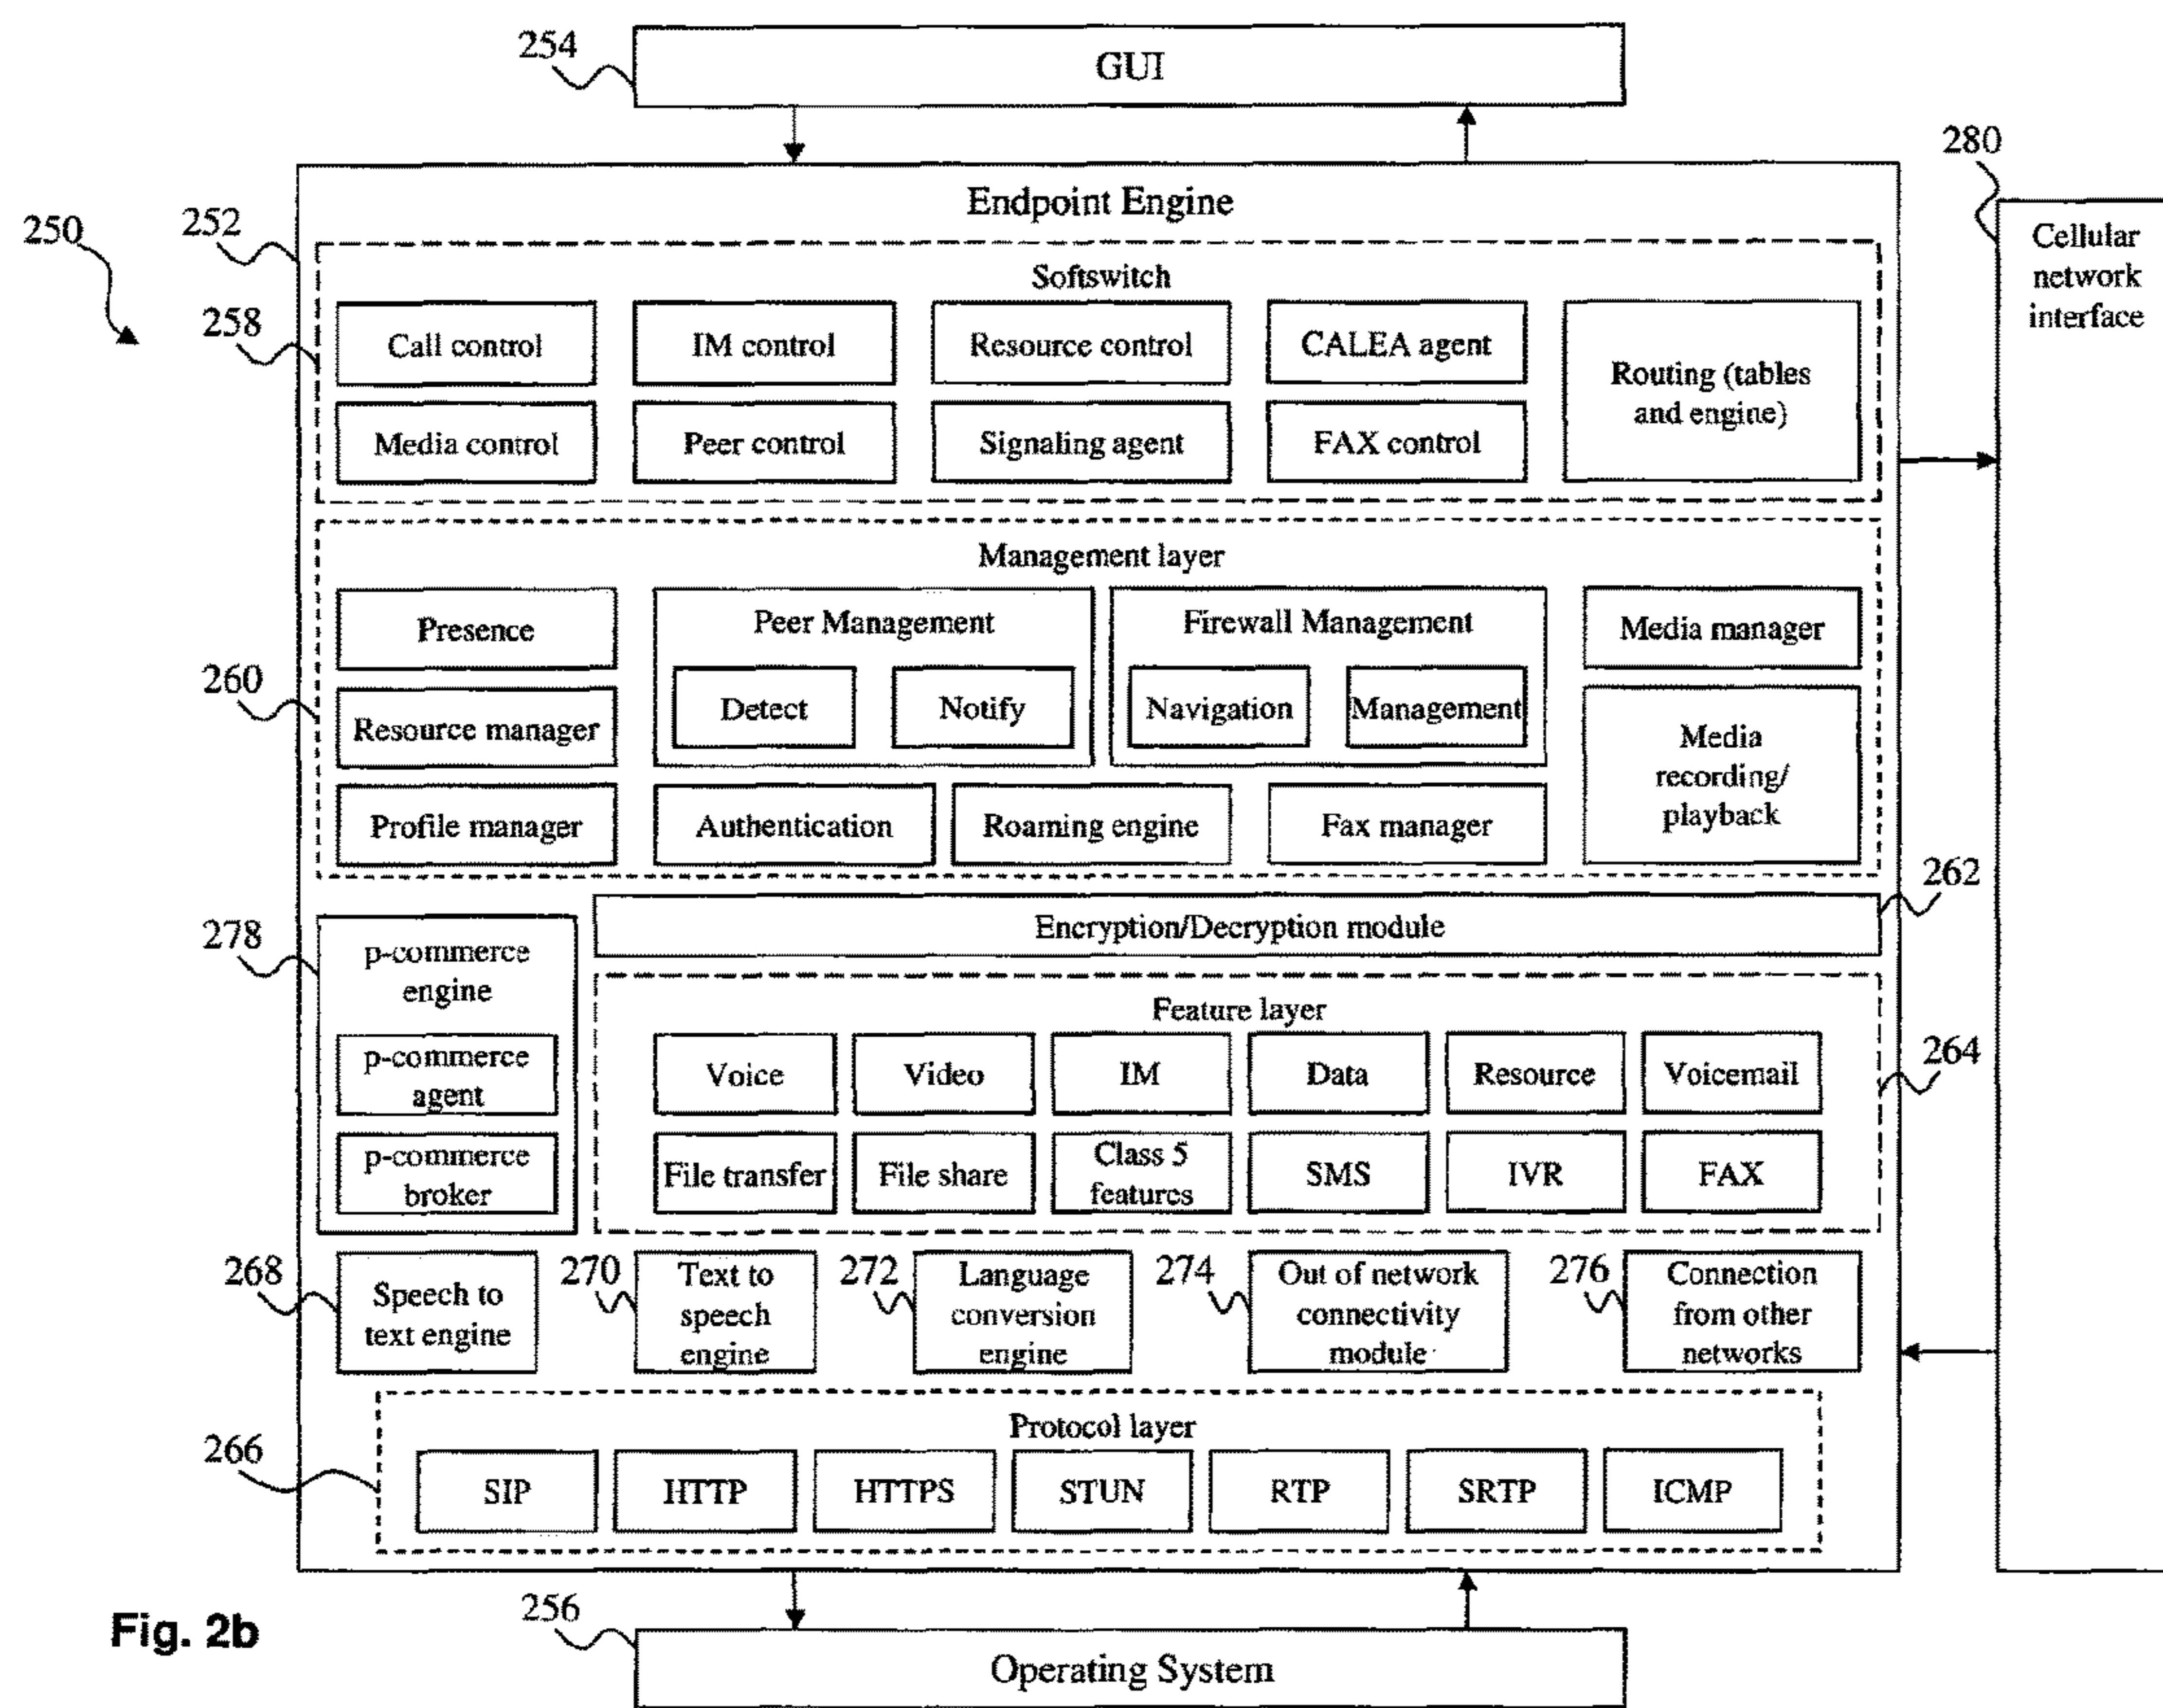 254
GUI
280
Cellular
network
interface
250
252
Endpoint Engine
258
Softswitch
Call control
IM control
Resource control
CALEA agent
Routing (tables
and engine)
Media control
Peer control
Signaling agent
FAX control
260
Management layer
Presence
Peer Management
Detect
Notify
Firewall Management
Navigation
Management
Media manager
Resource manager
Media
recording/
playback
Profile manager
Authentication
Roaming engine
Fax manager
262
Encryption/Decryption module
278
p-commerce
engine
p-commerce
agent
p-commerce
broker
264
Feature layer
Voice
Video
IM
Data
Resource
Voicemail
File transfer
File share
Class 5
features
SMS
IVR
FAX
268
Speech to
text engine
270
Text to
speech
engine
272
Language
conversion
engine
274
Out of network
connectivity
module
276
Connection
from other
networks
266
Protocol layer
SIP
HTTP
HTTPS
STUN
RTP
SRTP
ICMP
256
Operating System
Fig. 2b